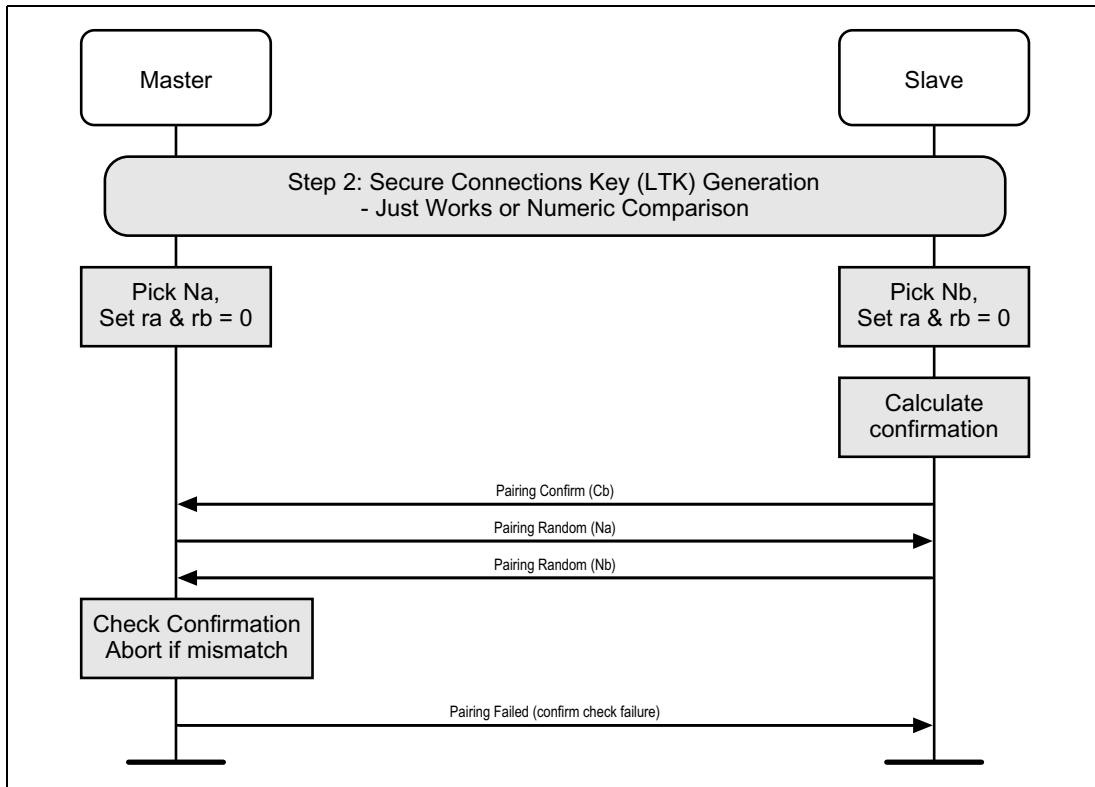 Master
Slave
Step 2: Secure Connections Key (LTK) Generation
- Just Works or Numeric Comparison
Pick Na,
Set ra & rb = 0
Pick Nb,
Set ra & rb = 0
Calculate
confirmation
Pairing Confirm (Cb)
Pairing Random (Na)
Pairing Random (Nb)
Check Confirmation
Abort if mismatch
Pairing Failed (confirm check failure)